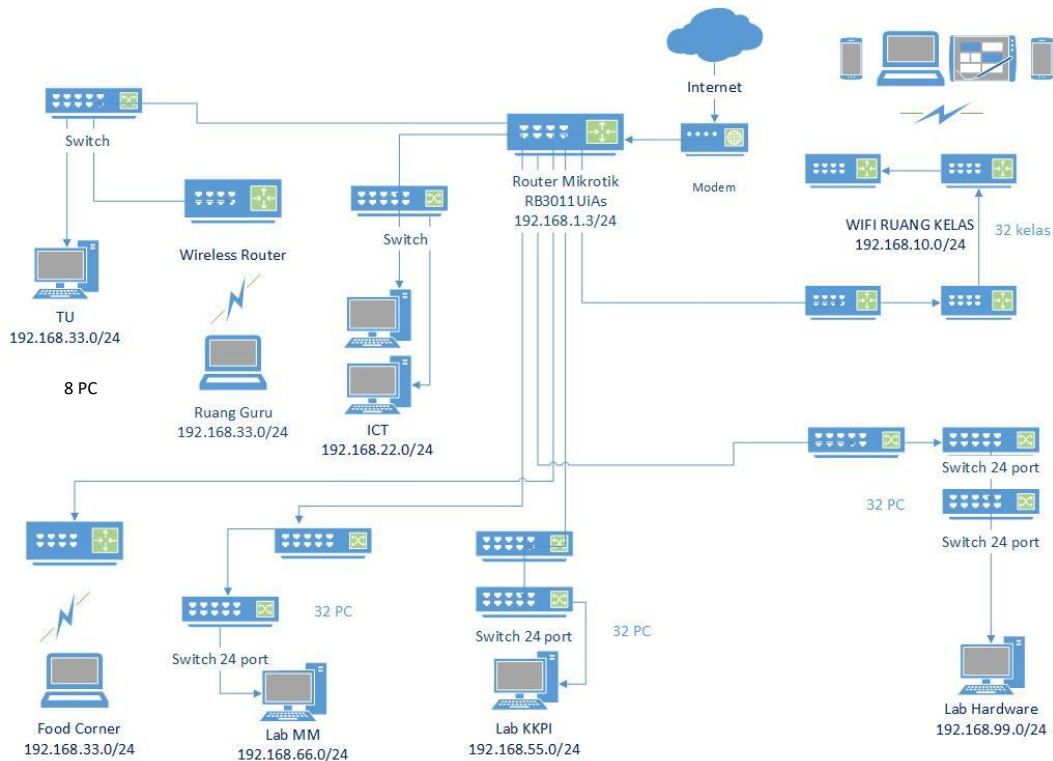 Internet
Switch
Router Mikrotik
RB3011UiAs
192.168.1.3/24
Modem
Wireless Router
Switch
WIFI RUANG KELAS
192.168.10.0/24
32 kelas
TU
192.168.33.0/24
8 PC
Ruang Guru
192.168.33.0/24
ICT
192.168.22.0/24
Switch 24 port
32 PC
Switch 24 port
32 PC
Switch 24 port
32 PC
Switch 24 port
Food Corner
192.168.33.0/24
Lab MM
192.168.66.0/24
Lab KKPI
192.168.55.0/24
Lab Hardware
192.168.99.0/24